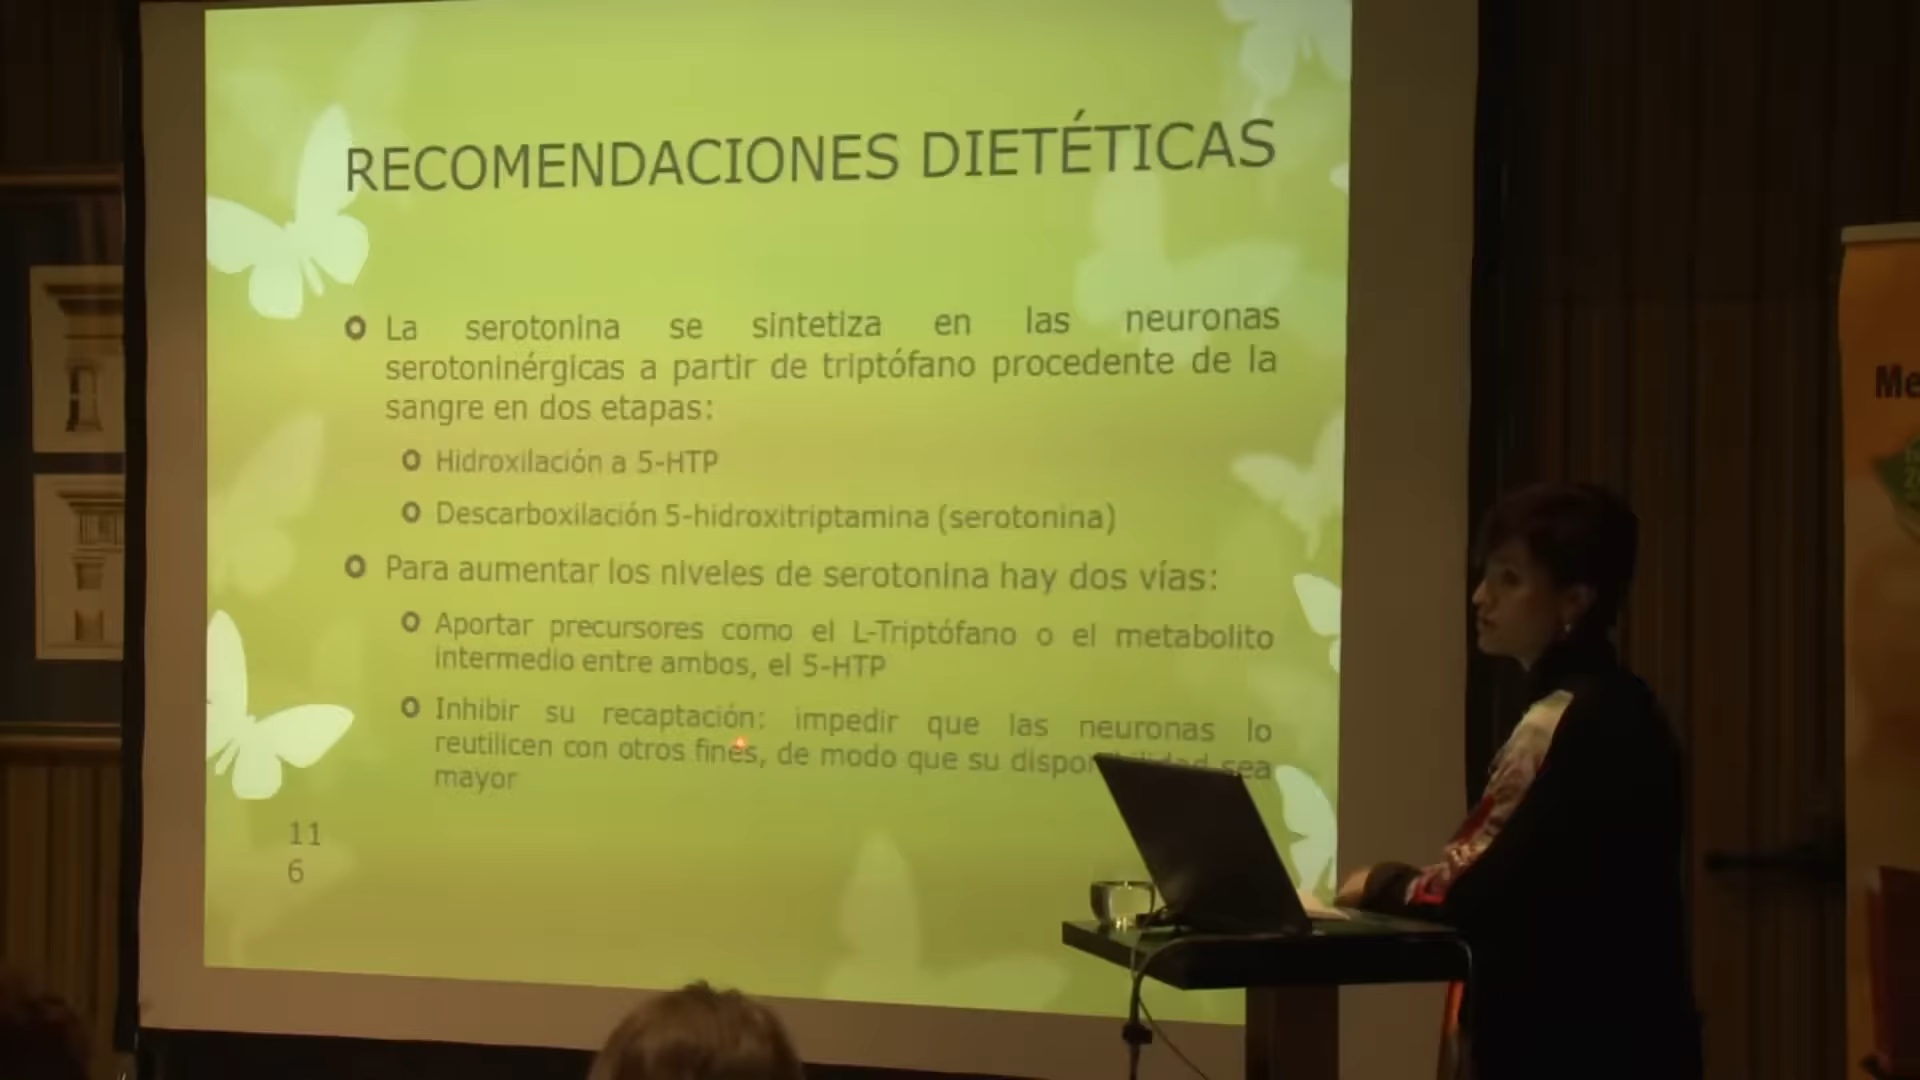 RECOMENDACIONES DIETÉTICAS
La serotonina se sintetiza en las neuronas
serotoninérgicas a partir de triptófano procedente de la
sangre en dos etapas:
Hidroxilación a 5-HTP
Descarboxilación 5-hidroxitriptamina (serotonina)
Para aumentar los niveles de serotonina hay dos vías:
Aportar precursores como el L-Triptófano o el metabolito
intermedio entre ambos, el 5-HTP
Inhibir su recaptación: impedir que las neuronas lo
reutilicen con otros fines, de modo que su sea
mayor
11
6
Me